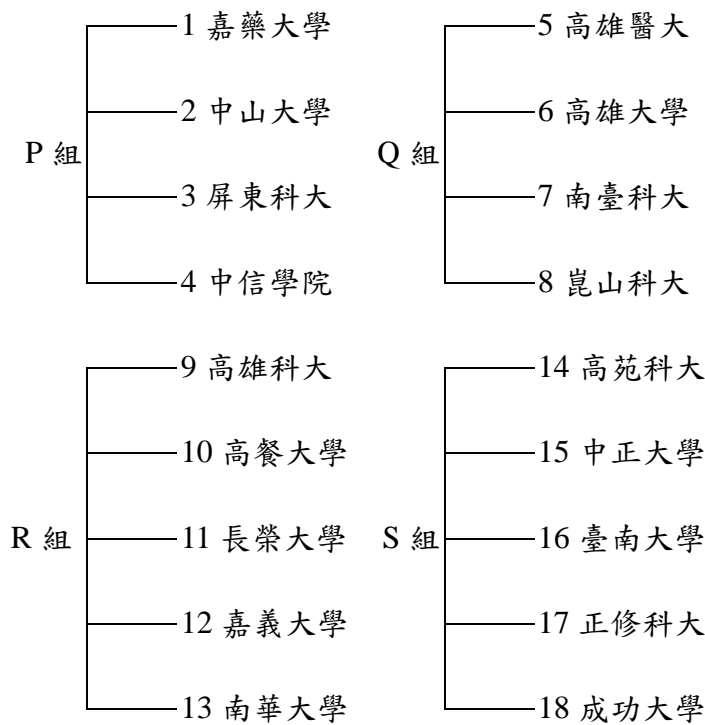 1 嘉藥大學
2 中山大學
P 組
3 屏東科大
4 中信學院
5 高雄醫大
6 高雄大學
Q 組
7 南臺科大
8 崑山科大
9 高雄科大
10 高餐大學
R 組
11 長榮大學
12 嘉義大學
13 南華大學
14 高苑科大
15 中正大學
S 組
16 臺南大學
17 正修科大
18 成功大學